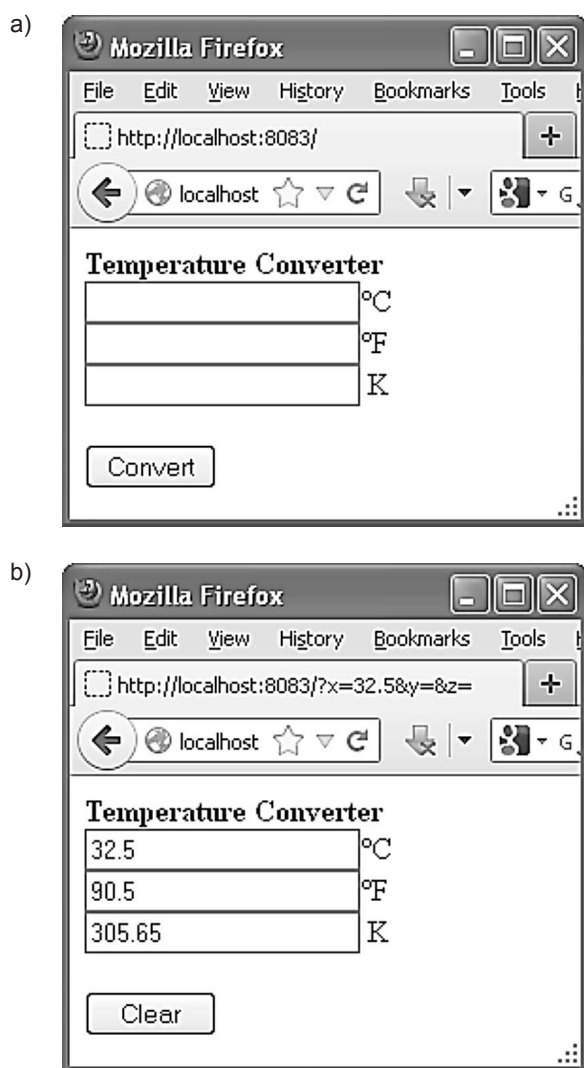 a)
Mozilla Firefox
File Edit View History Bookmarks Tools
http://localhost:8083/ +
localhost G
Temperature Converter
°C
°F
K
Convert
b)
Mozilla Firefox
File Edit View History Bookmarks Tools
http://localhost:8083/?x=32.5&y=&z= +
localhost G
Temperature Converter
32.5 °C
90.5 °F
305.65 K
Clear